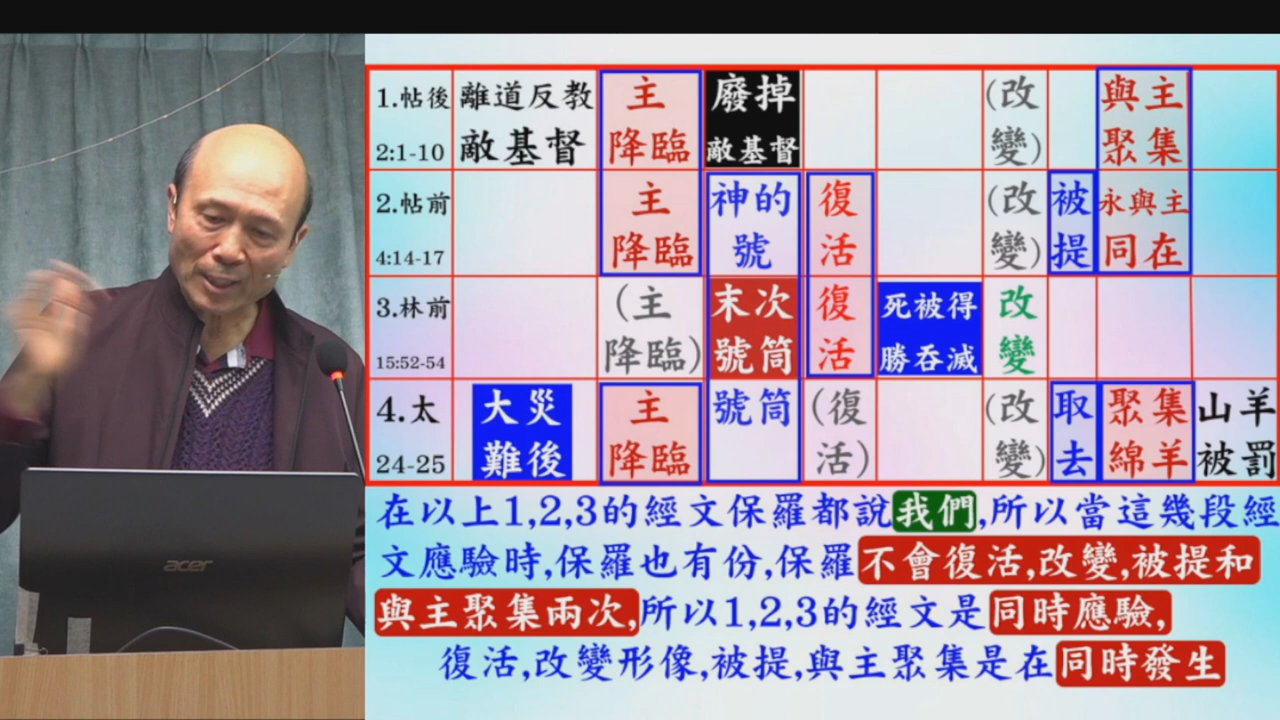 1.帖後 離道反教 主 廢掉 (改 與主
2:1-10 敵基督 降臨 敵基督 變) 聚集
2.帖前 主 神的 復 (改 被 永與主
4:14-17 降臨 號 活 變) 提 同在
3.林前 (主 末次 復 死被得 改
15:52-54 降臨) 號筒 活 勝吞滅 變
4.太 大災 主 號筒 (復 (改 取 聚集 山羊
24-25 難後 降臨 活) 變) 去 綿羊 被罰
在以上1,2,3的經文保羅都說我們,所以當這幾段經
文應驗時,保羅也有份,保羅不會復活,改變,被提和
與主聚集兩次,所以1,2,3的經文是同時應驗,
復活,改變形像,被提,與主聚集是在同時發生
acer